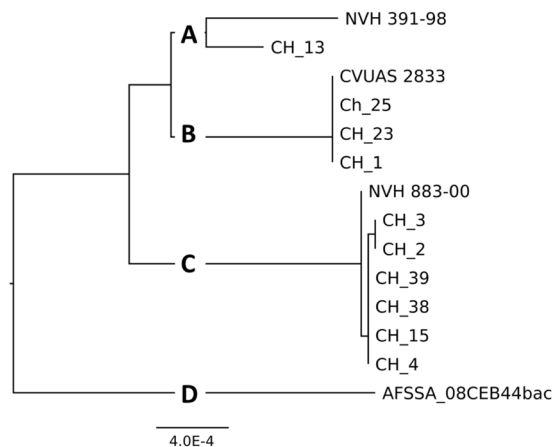 NVH 391-98
A
CH_13
CVUAS 2833
Ch_25
B
CH_23
CH_1
NVH 883-00
CH_3
CH_2
C
CH_39
CH_38
CH_15
CH_4
D
AFSSA_08CEB44bac
4.0E-4